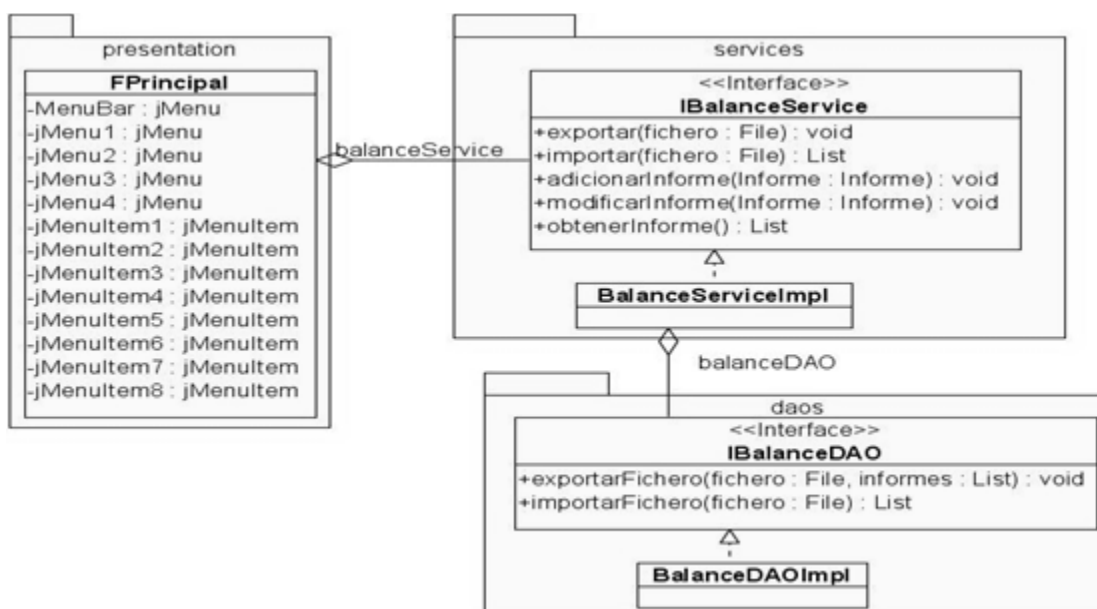 presentation
FPrincipal
-MenuBar : jMenu
-jMenu1 : jMenu
-jMenu2 : jMenu
-jMenu3 : jMenu
-jMenu4 : jMenu
-jMenuItem1 : jMenuItem
-jMenuItem2 : jMenuItem
-jMenuItem3 : jMenuItem
-jMenuItem4 : jMenuItem
-jMenuItem5 : jMenuItem
-jMenuItem6 : jMenuItem
-jMenuItem7 : jMenuItem
-jMenuItem8 : jMenuItem
balanceService
services
<<Interface>>
IBalanceService
+exportar(fichero : File) : void
+importar(fichero : File) : List
+adicionarInforme(Informe : Informe) : void
+modificarInforme(Informe : Informe) : void
+obtenerInforme() : List
BalanceServiceImpl
balanceDAO
daos
<<Interface>>
IBalanceDAO
+exportarFichero(fichero : File, informes : List) : void
+importarFichero(fichero : File) : List
BalanceDAOImpl